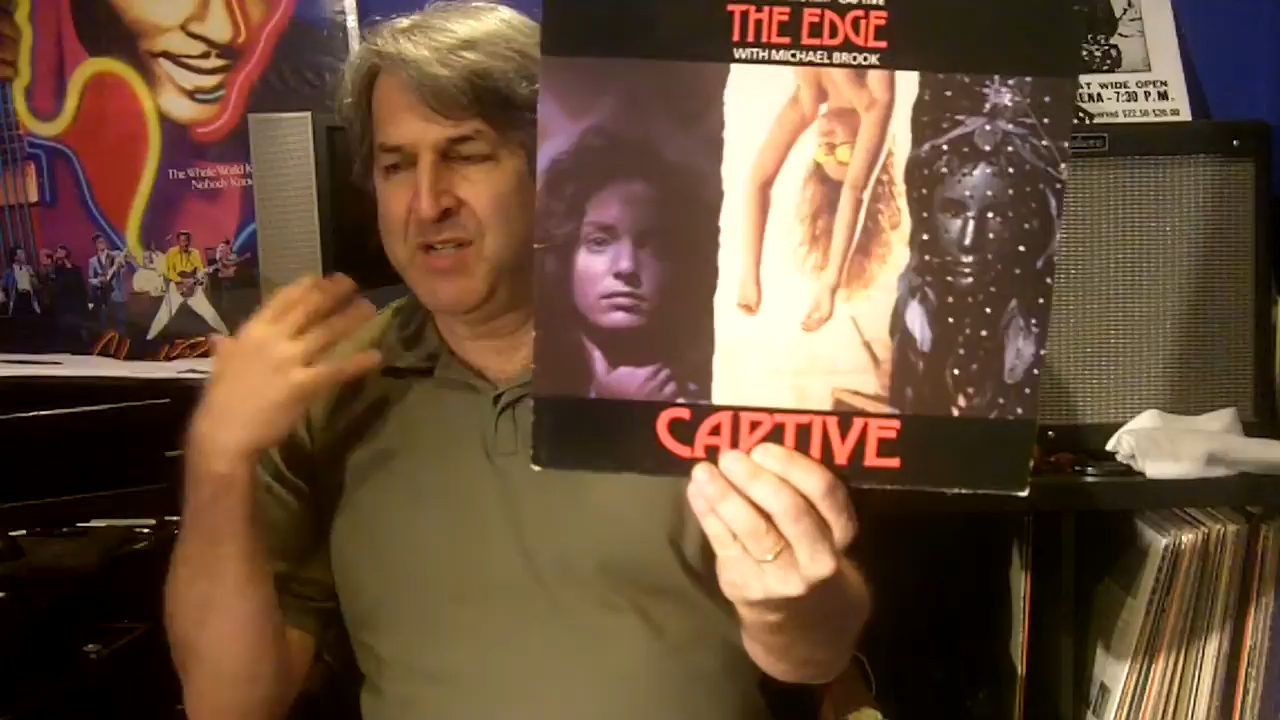 THE EDGE
WITH MICHAEL BROOK
CAPTIVE
The Whole World K
Nobody Know
AT WIDE OPEN
ENA - 7:30 P.M.